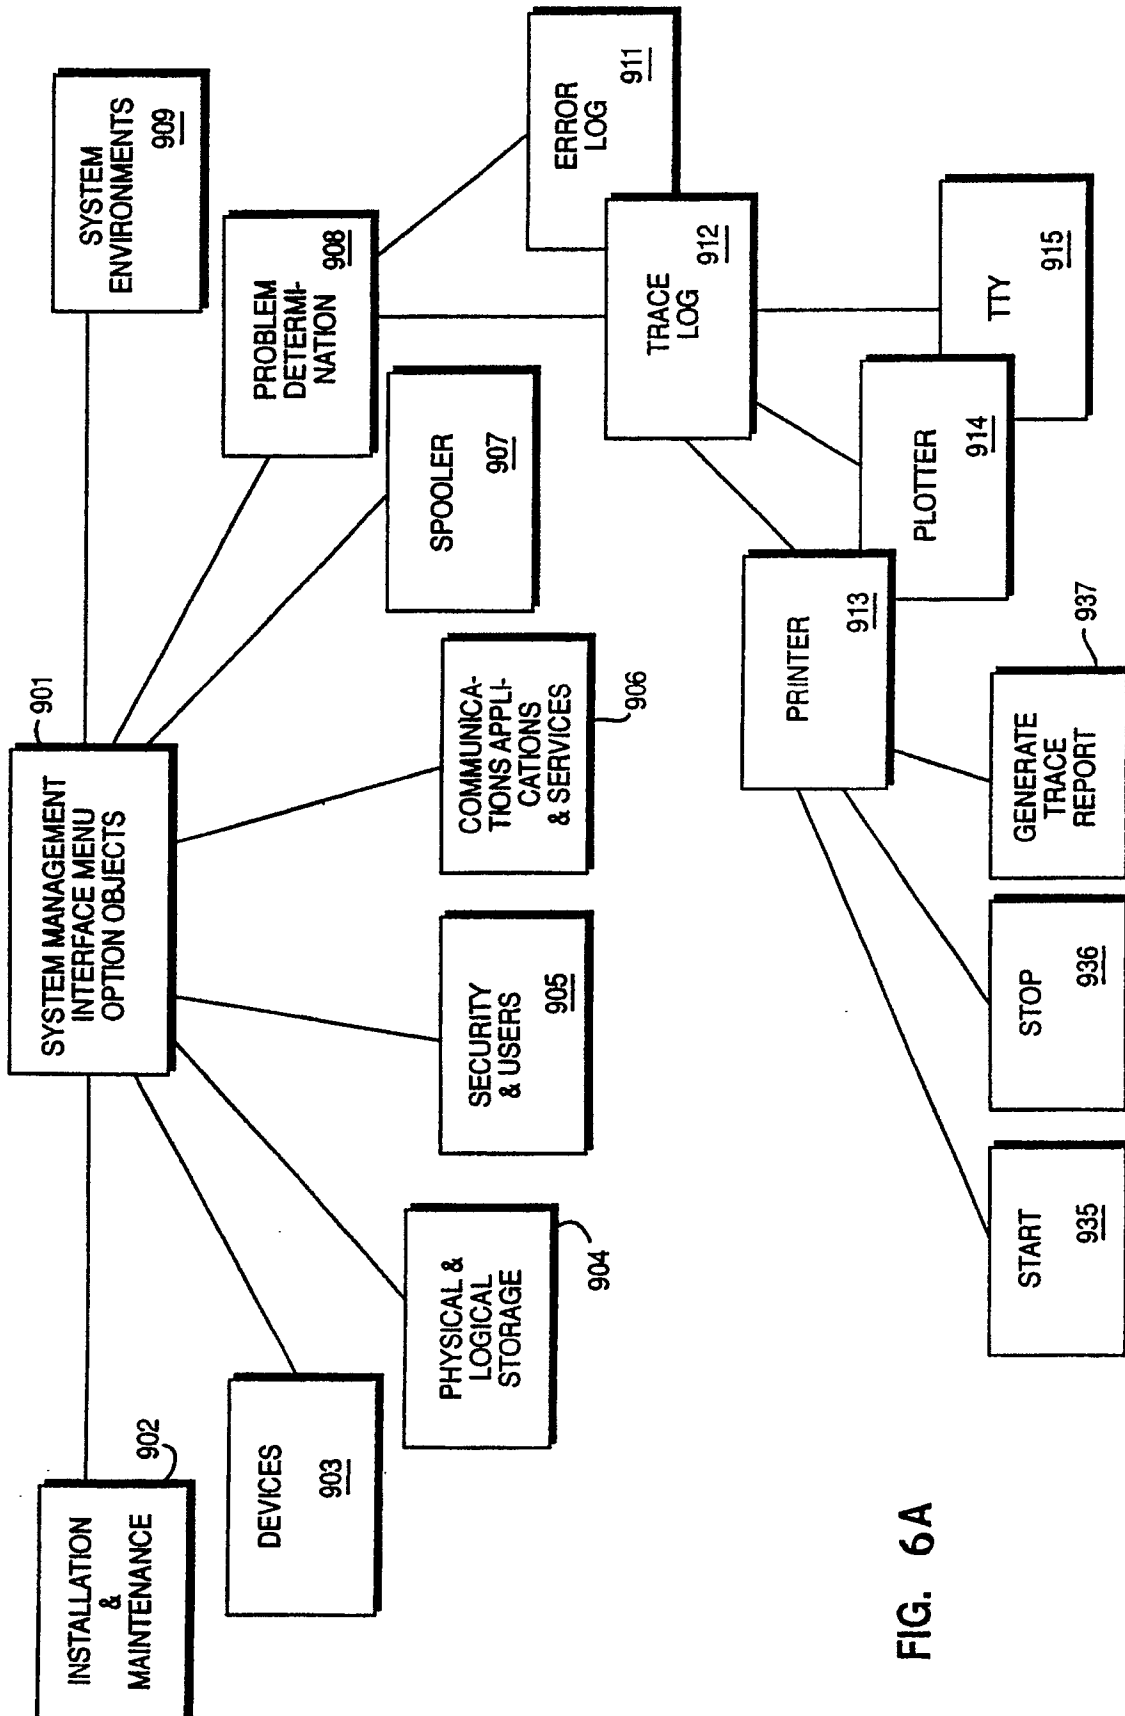 SYSTEM MANAGEMENT
INTERFACE MENU
OPTION OBJECTS
901
INSTALLATION
&
MAINTENANCE
902
DEVICES
903
PHYSICAL &
LOGICAL
STORAGE
904
SECURITY
& USERS
905
COMMUNICA-
TIONS APPLI-
CATIONS
& SERVICES
906
SPOOLER
907
PROBLEM
DETERMI-
NATION
908
SYSTEM
ENVIRONMENTS
909
ERROR
LOG
911
TRACE
LOG
912
PRINTER
913
PLOTTER
914
TTY
915
START
935
STOP
936
GENERATE
TRACE
REPORT
937
FIG. 6A